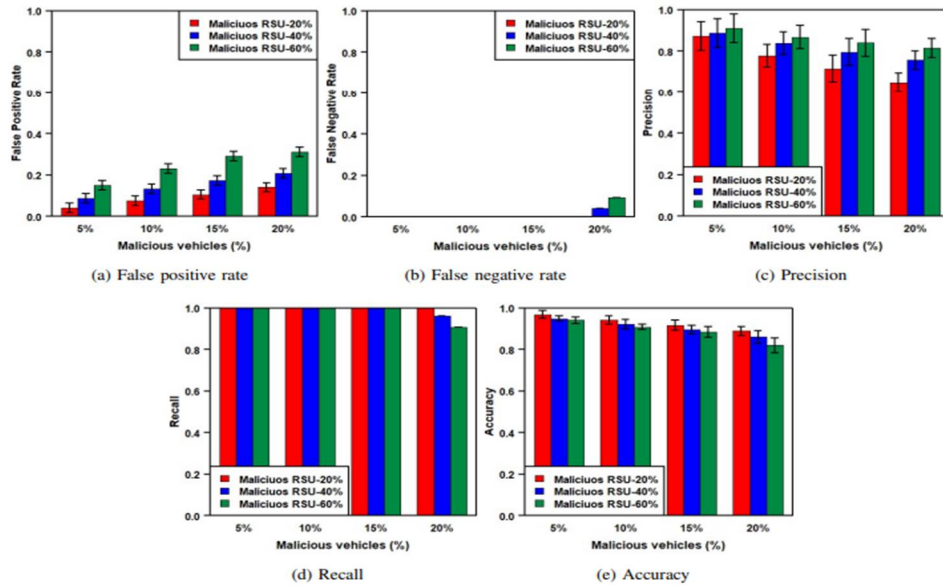 Maliciuos RSU-20%
Maliciuos RSU-40%
Maliciuos RSU-60%
False Positive Rate
1.0
0.8
0.6
0.4
0.2
0.0
5% 10% 15% 20%
Malicious vehicles (%)
(a) False positive rate
Maliciuos RSU-20%
Maliciuos RSU-40%
Maliciuos RSU-60%
False Negative Rate
1.0
0.8
0.6
0.4
0.2
0.0
5% 10% 15% 20%
Malicious vehicles (%)
(b) False negative rate
Precision
0.8
0.6
0.4
0.2
0.0
Maliciuos RSU-20%
Maliciuos RSU-40%
Maliciuos RSU-60%
5% 10% 15% 20%
Malicious vehicles (%)
(c) Precision
Recall
1.0
0.8
0.6
0.4
0.2
0.0
Maliciuos RSU-20%
Maliciuos RSU-40%
Maliciuos RSU-60%
5% 10% 15% 20%
Malicious vehicles (%)
(d) Recall
Accuracy
1.0
0.8
0.6
0.4
0.2
0.0
Maliciuos RSU-20%
Maliciuos RSU-40%
Maliciuos RSU-60%
5% 10% 15% 20%
Malicious vehicles (%)
(e) Accuracy